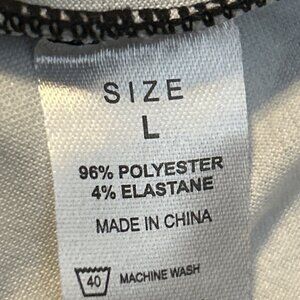 SIZE
L
96% POLYESTER
4% ELASTANE
MADE IN CHINA
40 MACHINE WASH